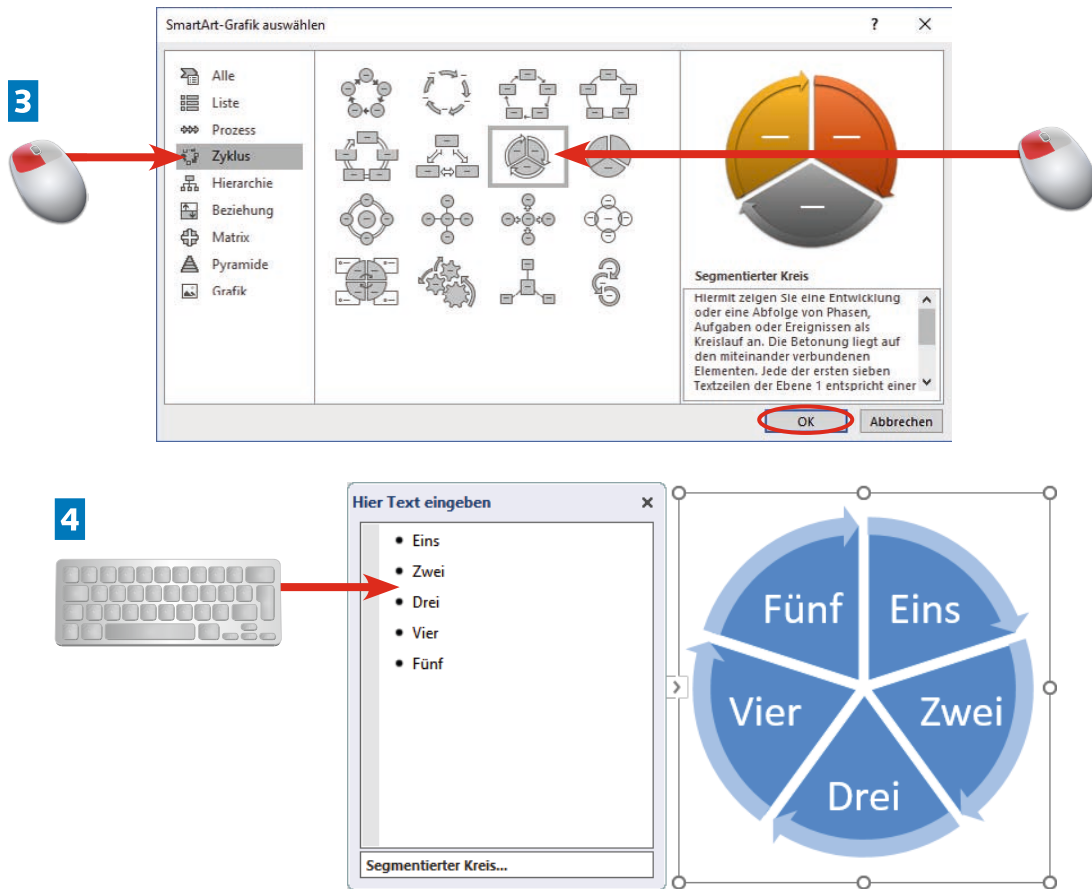 SmartArt-Grafik auswählen
?
3
Alle
Liste
Prozess
Zyklus
Hierarchie
Beziehung
Matrix
Pyramide
Grafik
Segmentierter Kreis
Hiermit zeigen Sie eine Entwicklung
oder eine Abfolge von Phasen,
Aufgaben oder Ereignissen als
Kreislauf an. Die Betonung liegt auf
den miteinander verbundenen
Elementen. Jede der ersten sieben
Textzeilen der Ebene 1 entspricht einer
OK
Abbrechen
4
Hier Text eingeben
Eins
Zwei
Drei
Vier
Fünf
Segmentierter Kreis...
Fünf
Eins
Vier
Zwei
Drei